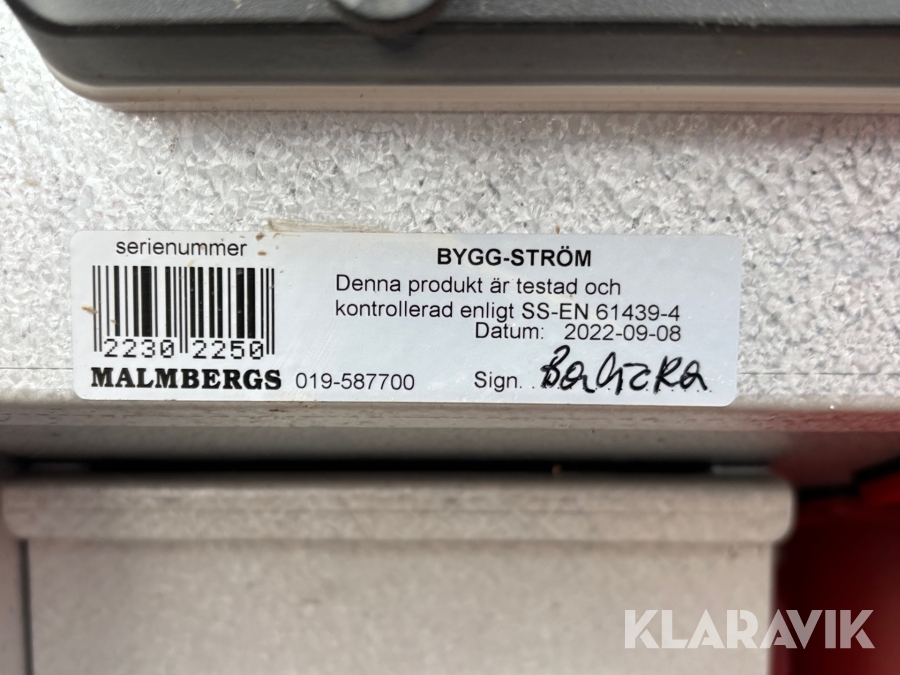 serienummer
2230 2250
MALMBERGS 019-587700
BYGG-STRÖM
Denna produkt är testad och
kontrollerad enligt SS-EN 61439-4
Datum: 2022-09-08
Sign.
KLARAVIK